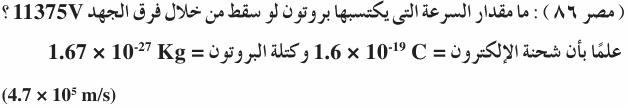 ( مصر ٨٦ ) : ما مقدار السرعة التى يكتسبها بروتون لو سقط من خلال فرق الجهد 11375V ؟
علمًا بأن شحنة الإلكترون = 1.6 × 10⁻¹⁹ C وكتلة البروتون = 1.67 × 10⁻²⁷ Kg
(4.7 × 10⁵ m/s)